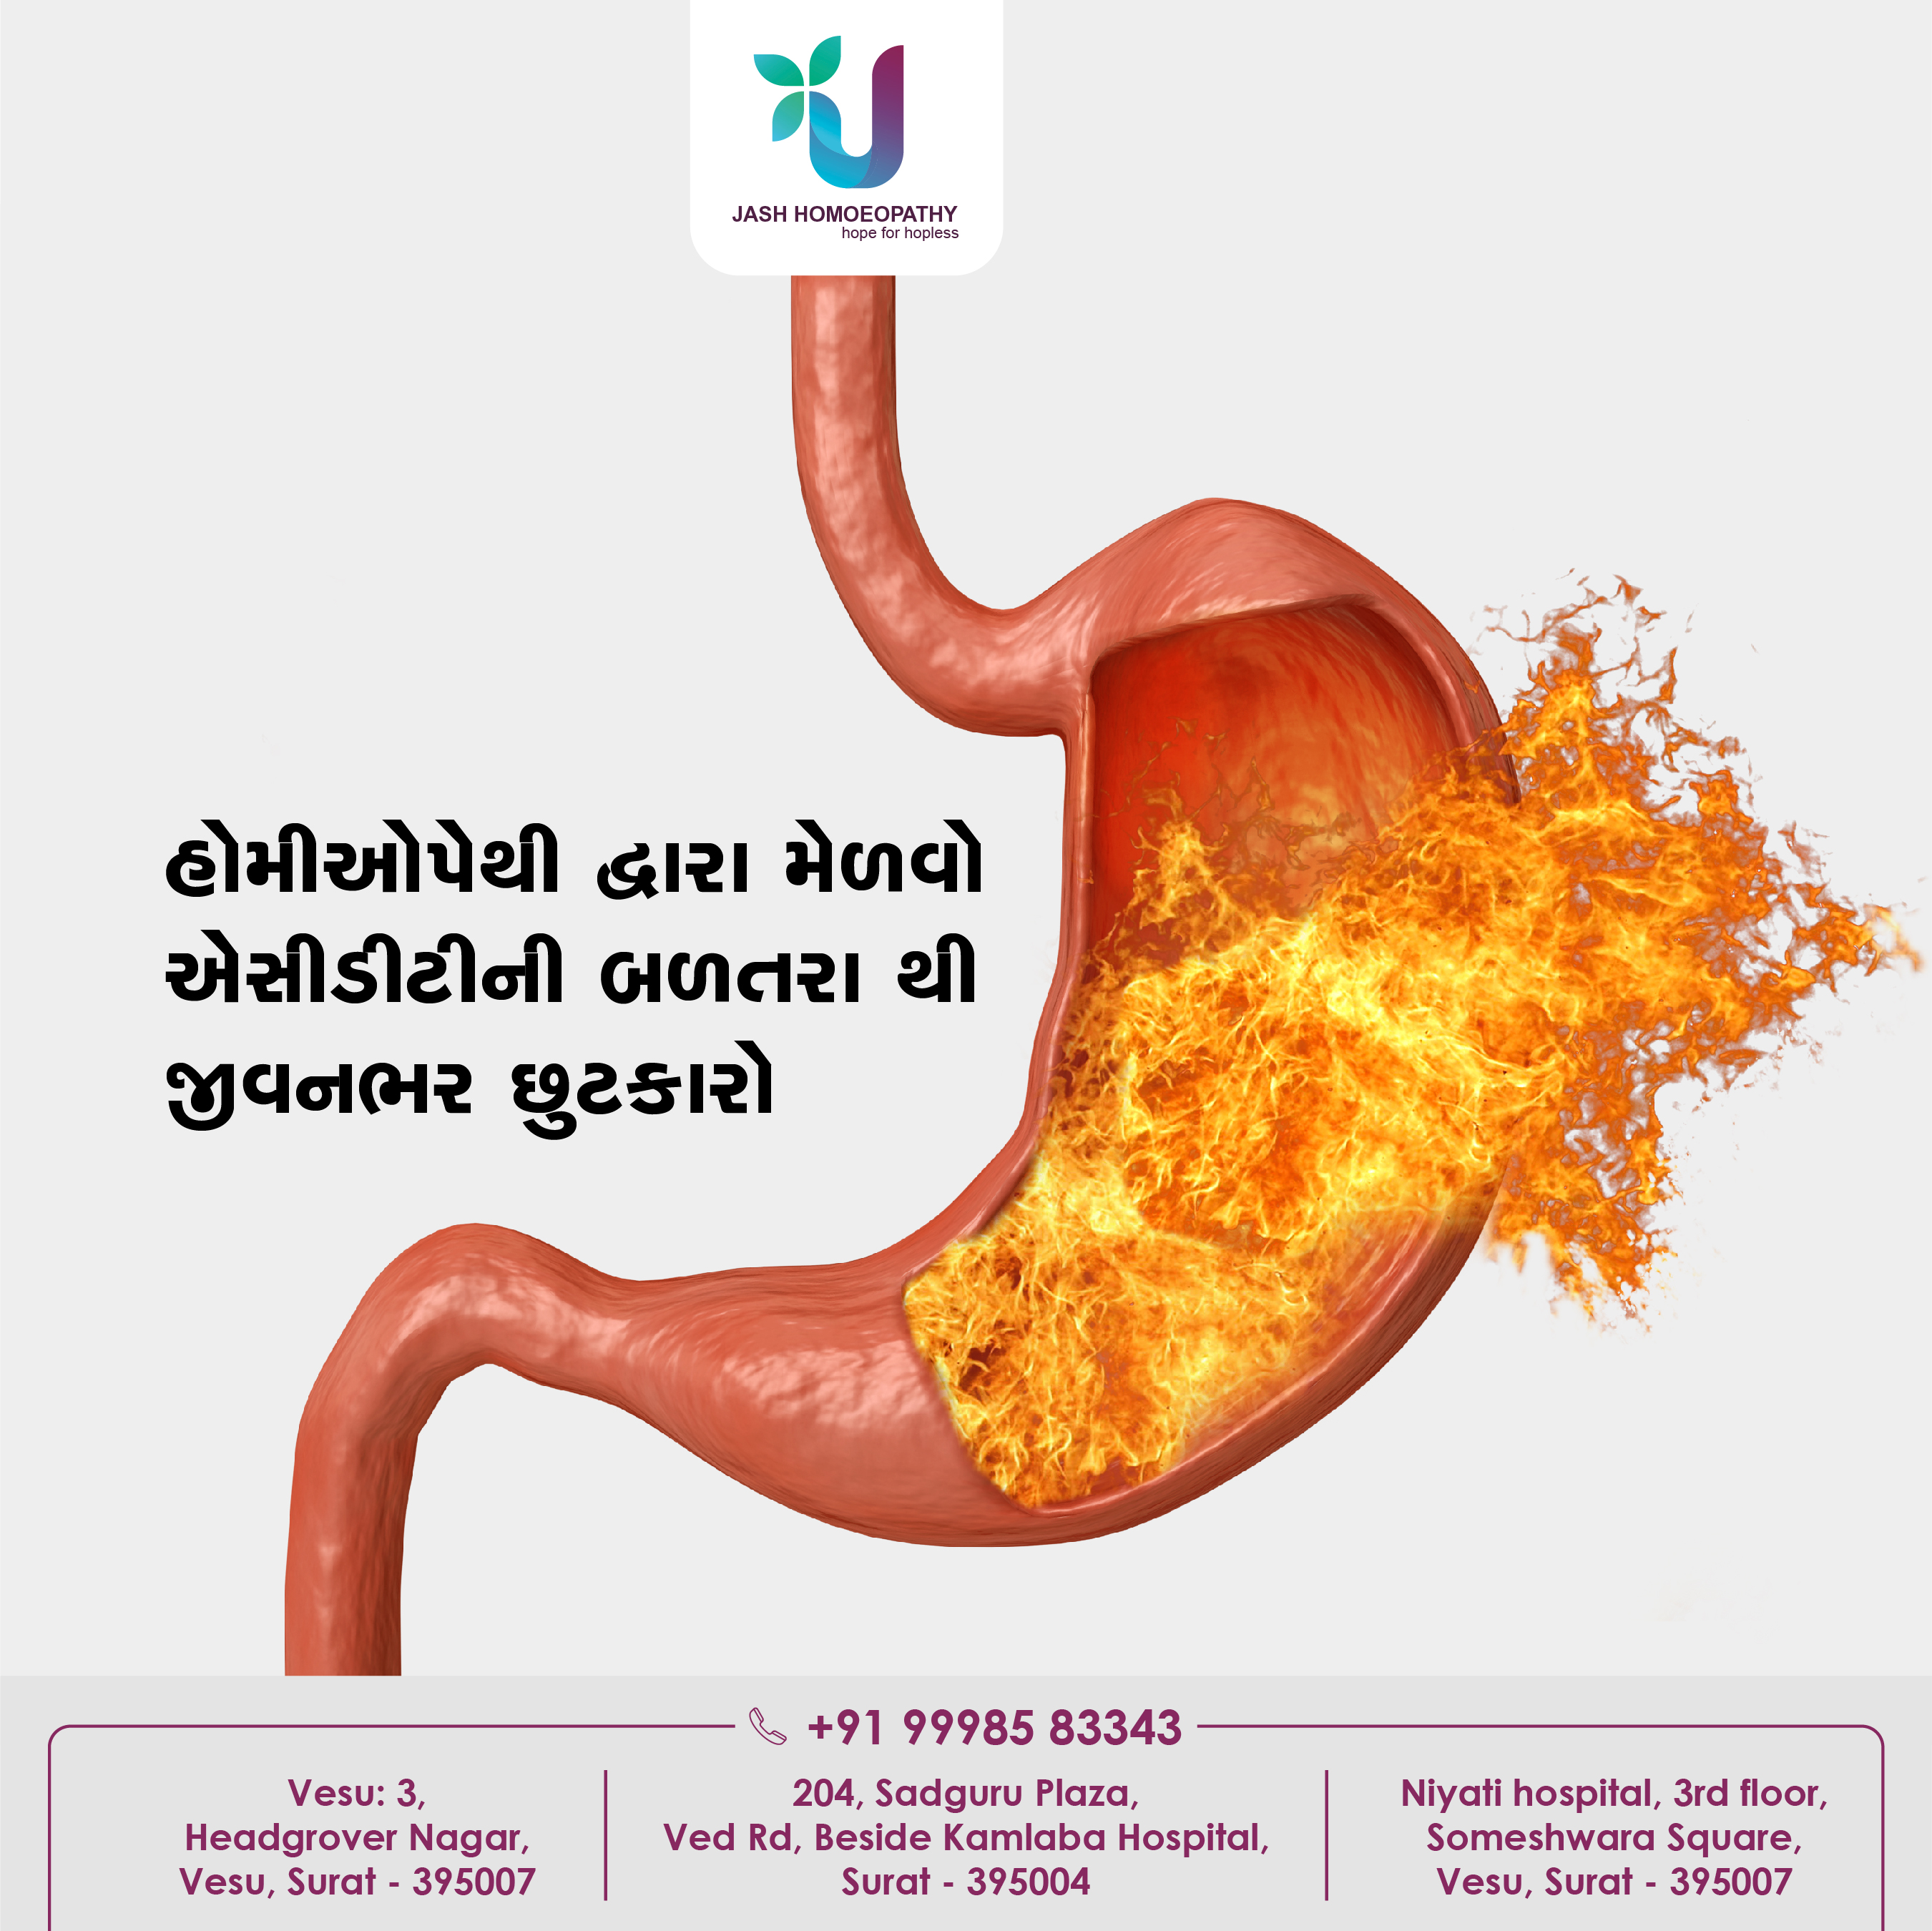 JASH HOMOEOPATHY
hope for hopless
હોમીઓપેથી દ્વારા મેળવો
એસીડીટીની બળતરા થી
જીવનભર છુટકારો
+91 99985 83343
Vesu: 3,
Headgrover Nagar,
Vesu, Surat - 395007
204, Sadguru Plaza,
Ved Rd, Beside Kamlaba Hospital,
Surat - 395004
Niyati hospital, 3rd floor,
Someshwara Square,
Vesu, Surat - 395007